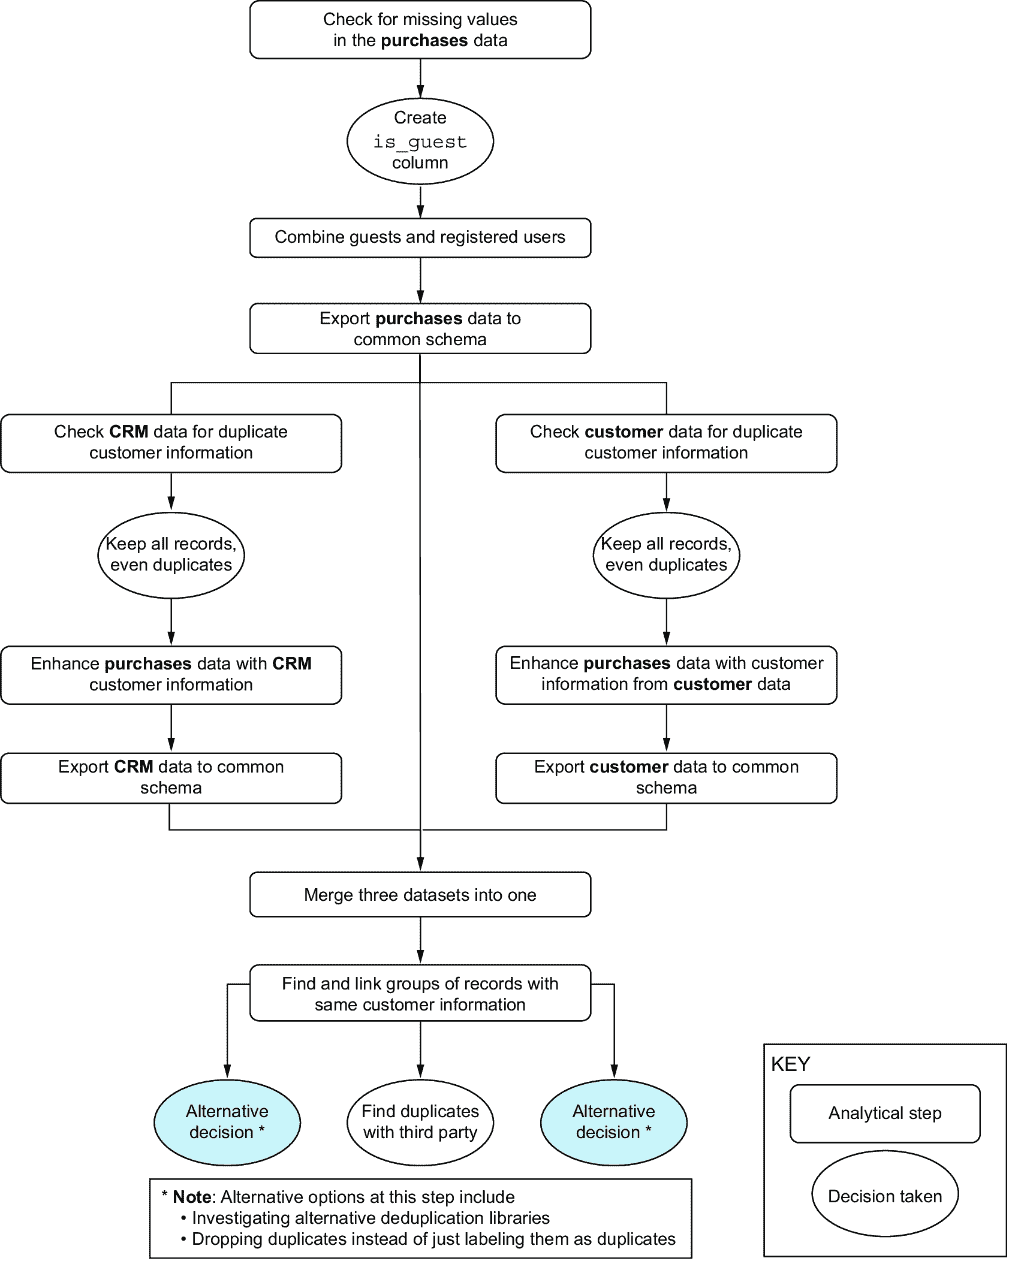 Check for missing values
in the purchases data
Create
is_guest
column
Combine guests and registered users
Export purchases data to
common schema
Check CRM data for duplicate
customer information
Check customer data for duplicate
customer information
Keep all records,
even duplicates
Keep all records,
even duplicates
Enhance purchases data with CRM
customer information
Enhance purchases data with customer
information from customer data
Export CRM data to common
schema
Export customer data to common
schema
Merge three datasets into one
Find and link groups of records with
same customer information
Alternative
decision *
Find duplicates
with third party
Alternative
decision *
* Note: Alternative options at this step include
• Investigating alternative deduplication libraries
• Dropping duplicates instead of just labeling them as duplicates
KEY
Analytical step
Decision taken